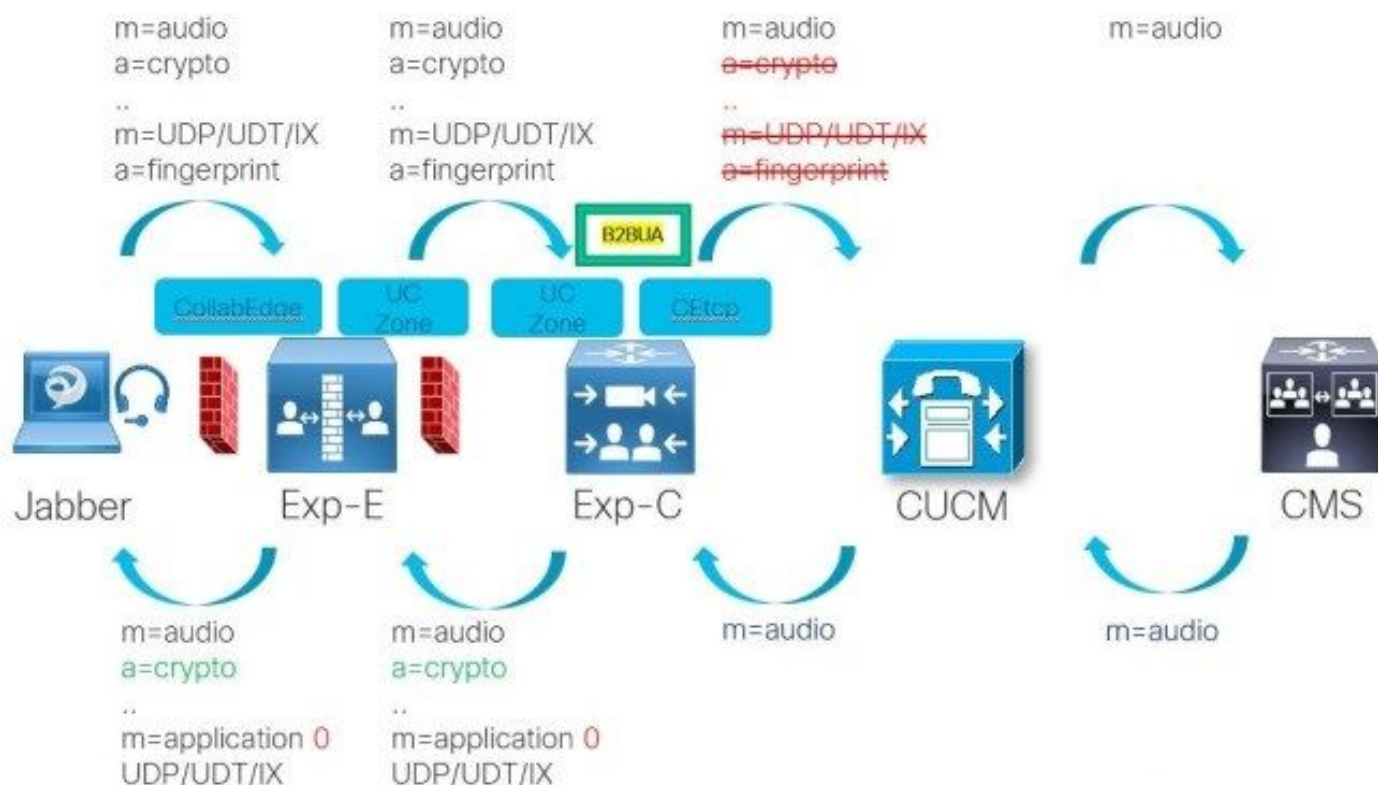 m=audio
a=crypto
..
m=UDP/UDT/IX
a=fingerprint
m=audio
a=crypto
..
m=UDP/UDT/IX
a=fingerprint
m=audio
a=crypto
..
m=UDP/UDT/IX
a=fingerprint
m=audio
B2BUA
CollabEdge
UC
Zone
UC
Zone
CEtcp
Jabber
Exp-E
Exp-C
CUCM
CMS
m=audio
a=crypto
..
m=application 0
UDP/UDT/IX
m=audio
a=crypto
..
m=application 0
UDP/UDT/IX
m=audio
m=audio